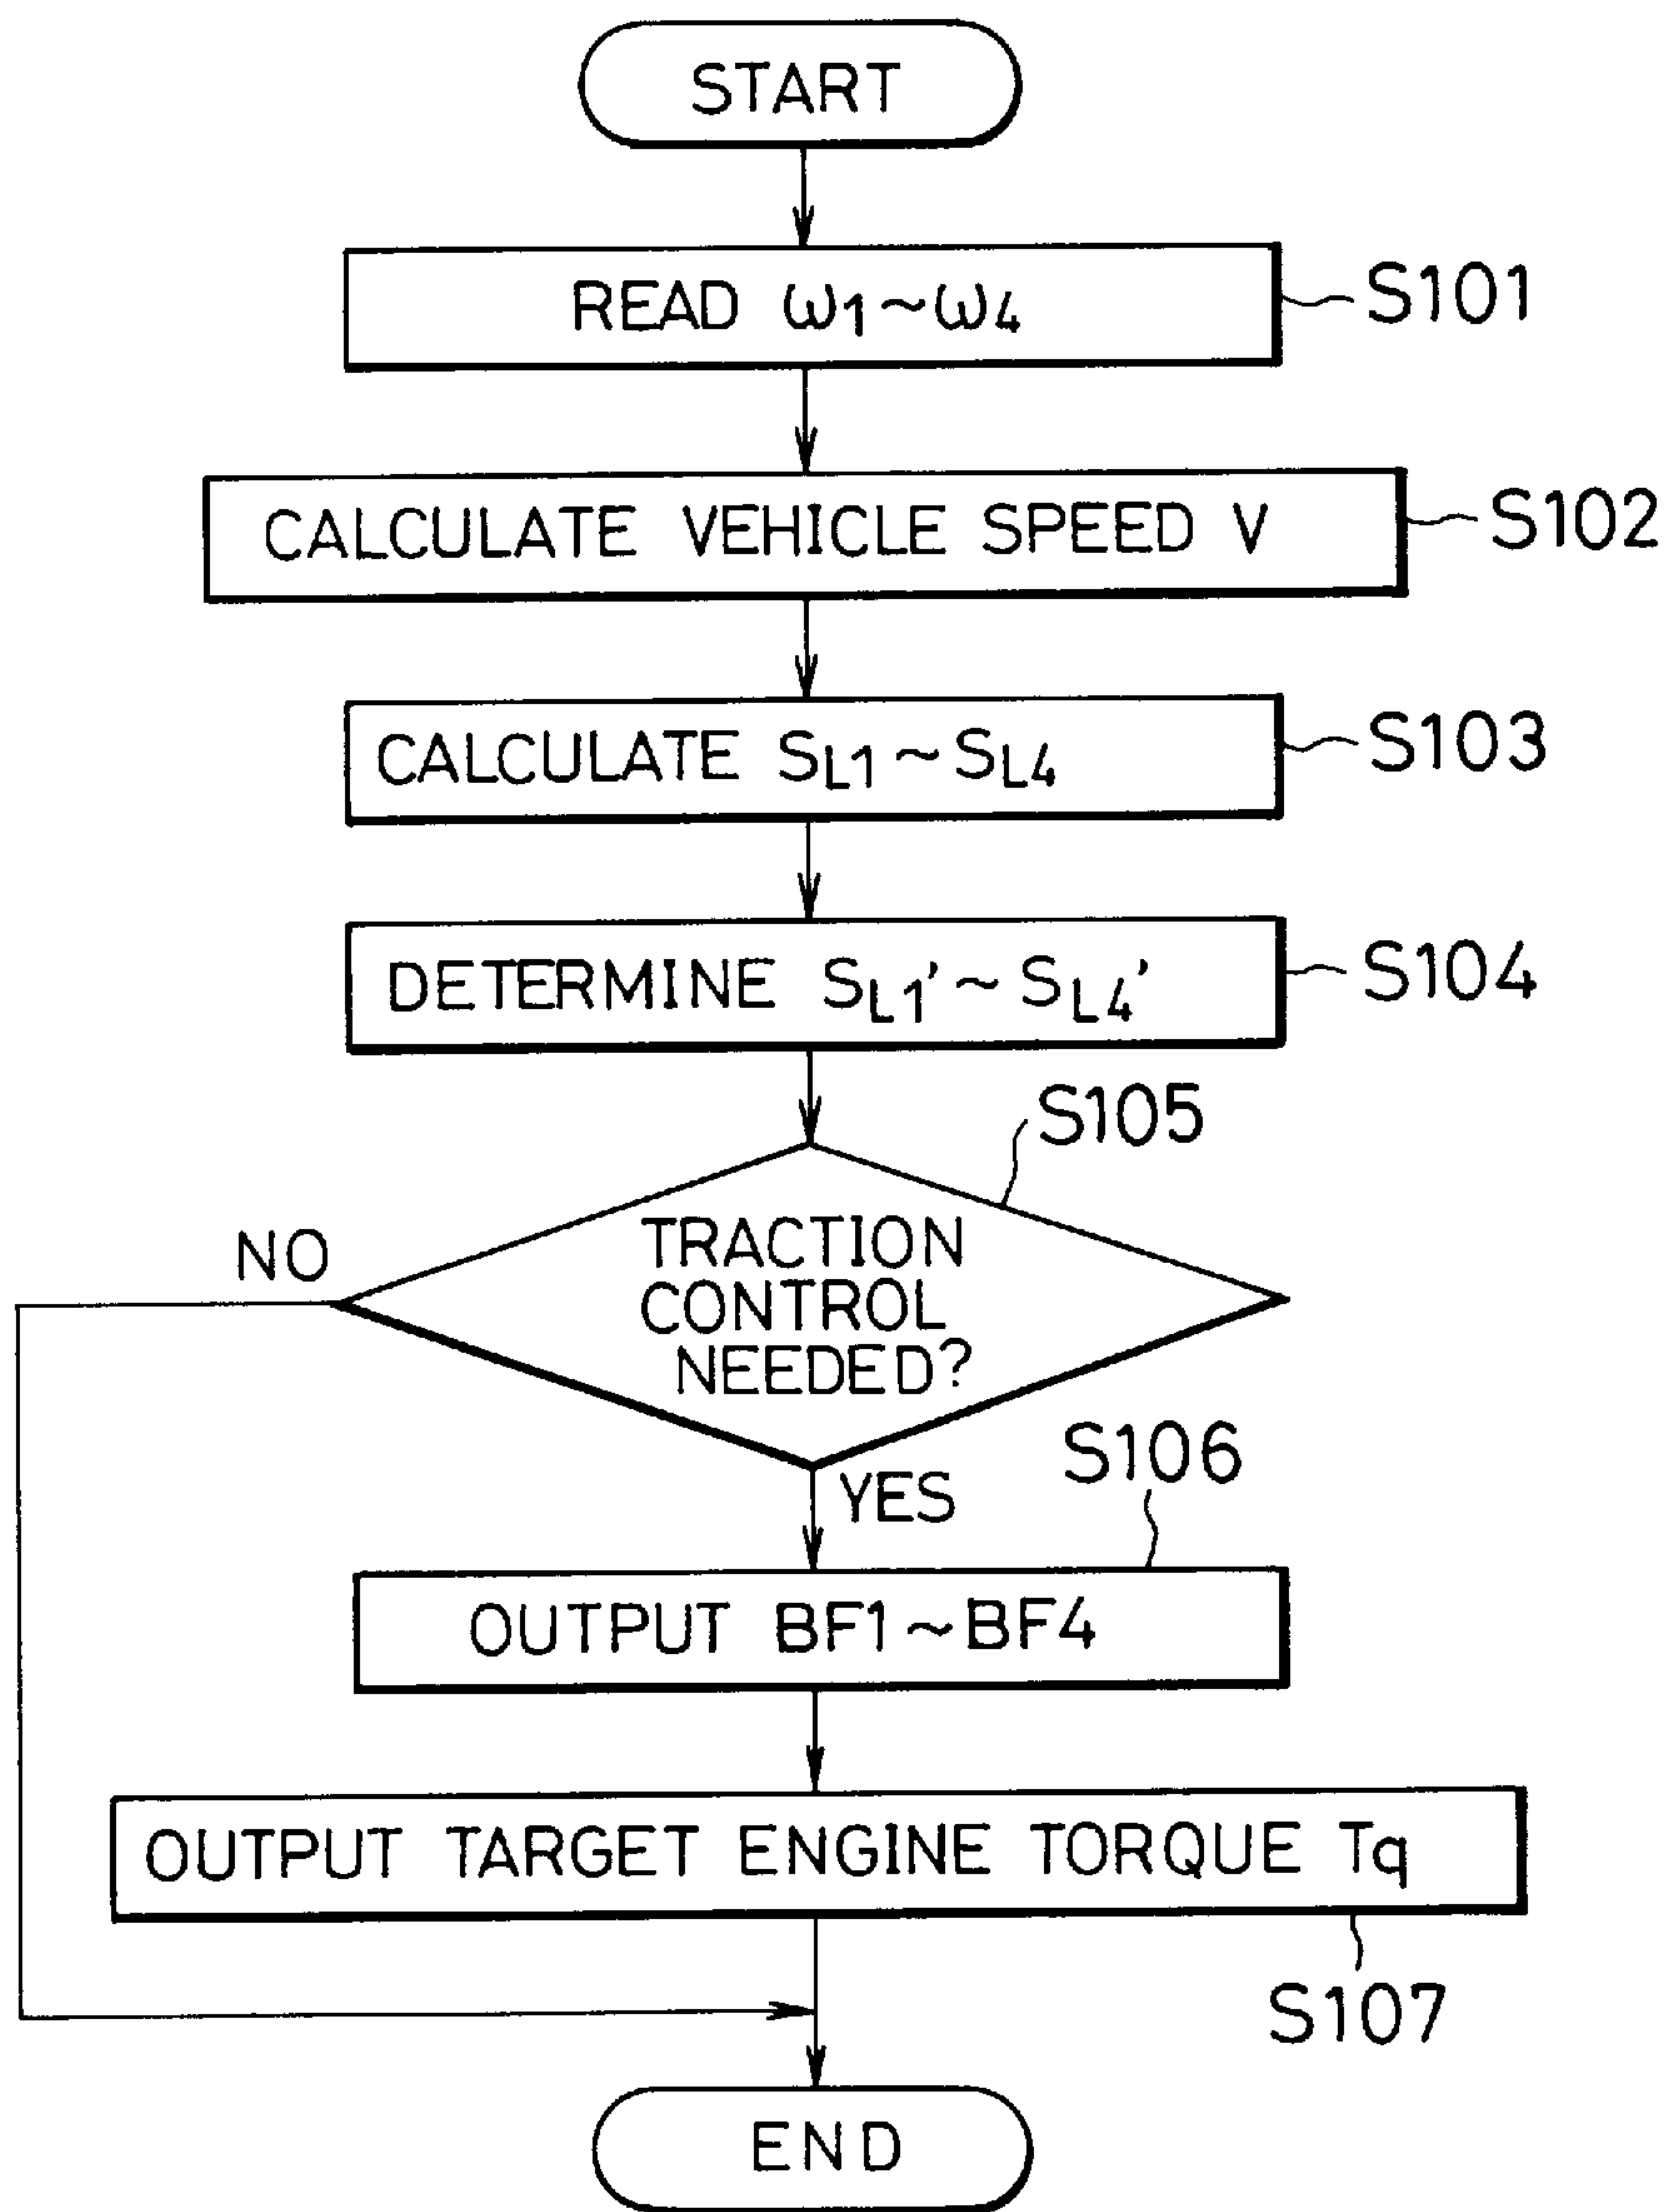 START
READ ω1~ω4
S101
CALCULATE VEHICLE SPEED V
S102
CALCULATE SL1~SL4
S103
DETERMINE SL1'~SL4'
S104
S105
TRACTION
CONTROL
NEEDED?
NO
YES
S106
OUTPUT BF1~BF4
OUTPUT TARGET ENGINE TORQUE Tq
S107
END